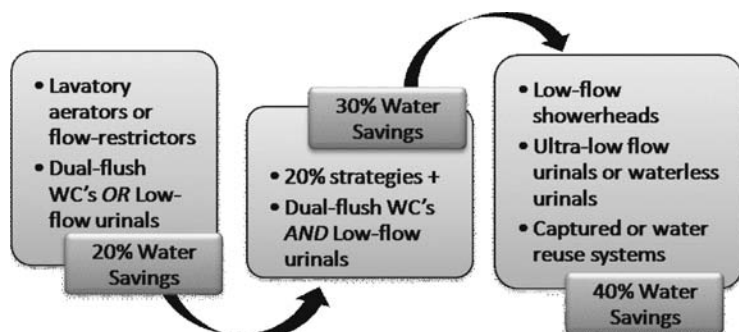 • Lavatory
aerators or
flow-restrictors
• Dual-flush
WC's OR Low-
flow urinals
20% Water
Savings
30% Water
Savings
• 20% strategies +
• Dual-flush WC's
AND Low-flow
urinals
• Low-flow
showerheads
• Ultra-low flow
urinals or waterless
urinals
• Captured or water
reuse systems
40% Water
Savings